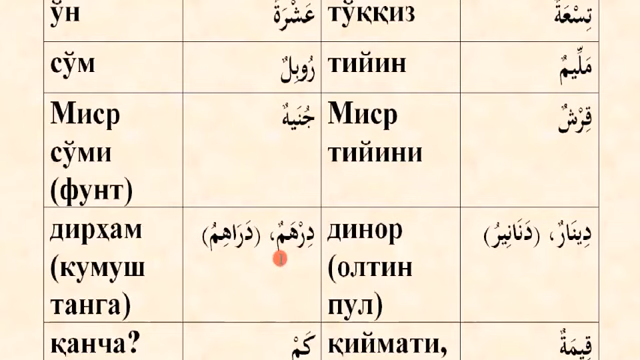 ўн عَشْرَةٌ тўққиз تِسْعَةٌ
сўм رُوبِلٌ тийин مَلِّيمٌ
Миср جُنَيهٌ Миср قِرْشٌ
сўми тийини
(фунт)
дирҳам دِرْهَمٌ، (دَرَاهِمُ) динор دِينَارٌ، (دَنَانِيرُ)
(кумуш (олтин
танга) пул)
қанча? كَمْ қиймати, قِيمَةٌ